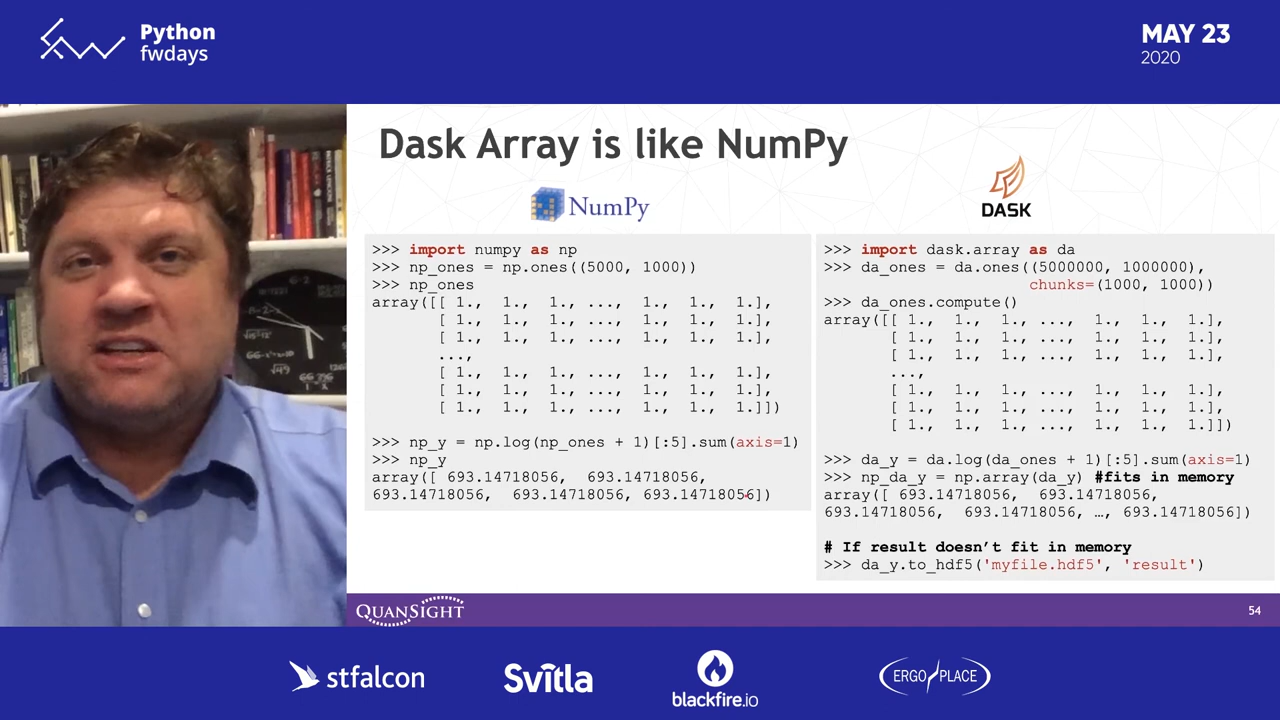 Python
fwdays
MAY 23
2020
Dask Array is like NumPy
NumPy
DASK
>>> import numpy as np
>>> np_ones = np.ones((5000, 1000))
>>> np_ones
array([[ 1., 1., 1., ..., 1., 1., 1.],
[ 1., 1., 1., ..., 1., 1., 1.],
[ 1., 1., 1., ..., 1., 1., 1.],
...,
[ 1., 1., 1., ..., 1., 1., 1.],
[ 1., 1., 1., ..., 1., 1., 1.],
[ 1., 1., 1., ..., 1., 1., 1.]])
>>> np_y = np.log(np_ones + 1)[:5].sum(axis=1)
>>> np_y
array([ 693.14718056, 693.14718056,
693.14718056, 693.14718056, 693.14718056])
>>> import dask.array as da
>>> da_ones = da.ones((5000000, 1000000),
chunks=(1000, 1000))
>>> da_ones.compute()
array([[ 1., 1., 1., ..., 1., 1., 1.],
[ 1., 1., 1., ..., 1., 1., 1.],
[ 1., 1., 1., ..., 1., 1., 1.],
...,
[ 1., 1., 1., ..., 1., 1., 1.],
[ 1., 1., 1., ..., 1., 1., 1.],
[ 1., 1., 1., ..., 1., 1., 1.]])
>>> da_y = da.log(da_ones + 1)[:5].sum(axis=1)
>>> np_da_y = np.array(da_y) #fits in memory
array([ 693.14718056, 693.14718056,
693.14718056, 693.14718056, …, 693.14718056])
# If result doesn’t fit in memory
>>> da_y.to_hdf5('myfile.hdf5', 'result')
QUANSIGHT
54
stfalcon
Svitla
blackfire.io
ERGO PLACE